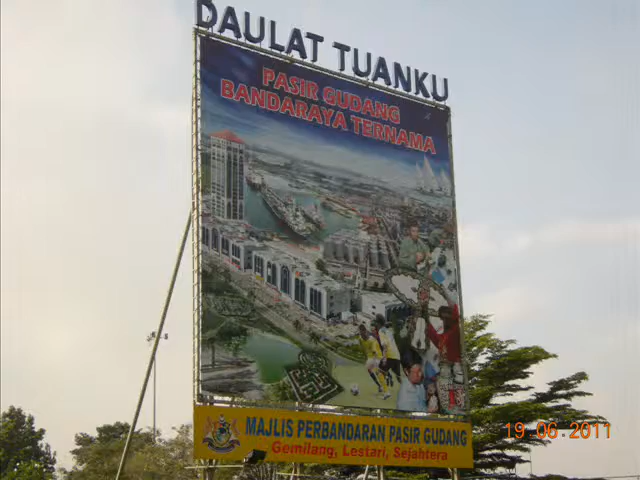 DAULAT TUANKU
PASIR GUDANG
BANDARAYA TERNAMA
MAJLIS PERBANDARAN PASIR GUDANG
Gemilang, Lestari, Sejahtera
19.06.2011